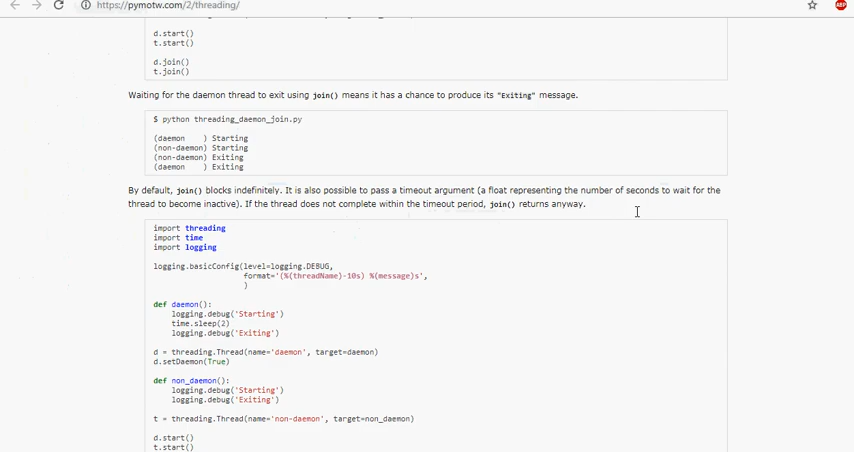 https://pymotw.com/2/threading/
ABP
d.start()
t.start()
d.join()
t.join()
Waiting for the daemon thread to exit using join() means it has a chance to produce its "Exiting" message.
$ python threading_daemon_join.py
(daemon    ) Starting
(non-daemon) Starting
(non-daemon) Exiting
(daemon    ) Exiting
By default, join() blocks indefinitely. It is also possible to pass a timeout argument (a float representing the number of seconds to wait for the
thread to become inactive). If the thread does not complete within the timeout period, join() returns anyway.
import threading
import time
import logging
logging.basicConfig(level=logging.DEBUG,
                    format='(%(threadName)-10s) %(message)s',
                    )
def daemon():
    logging.debug('Starting')
    time.sleep(2)
    logging.debug('Exiting')
d = threading.Thread(name='daemon', target=daemon)
d.setDaemon(True)
def non_daemon():
    logging.debug('Starting')
    logging.debug('Exiting')
t = threading.Thread(name='non-daemon', target=non_daemon)
d.start()
t.start()